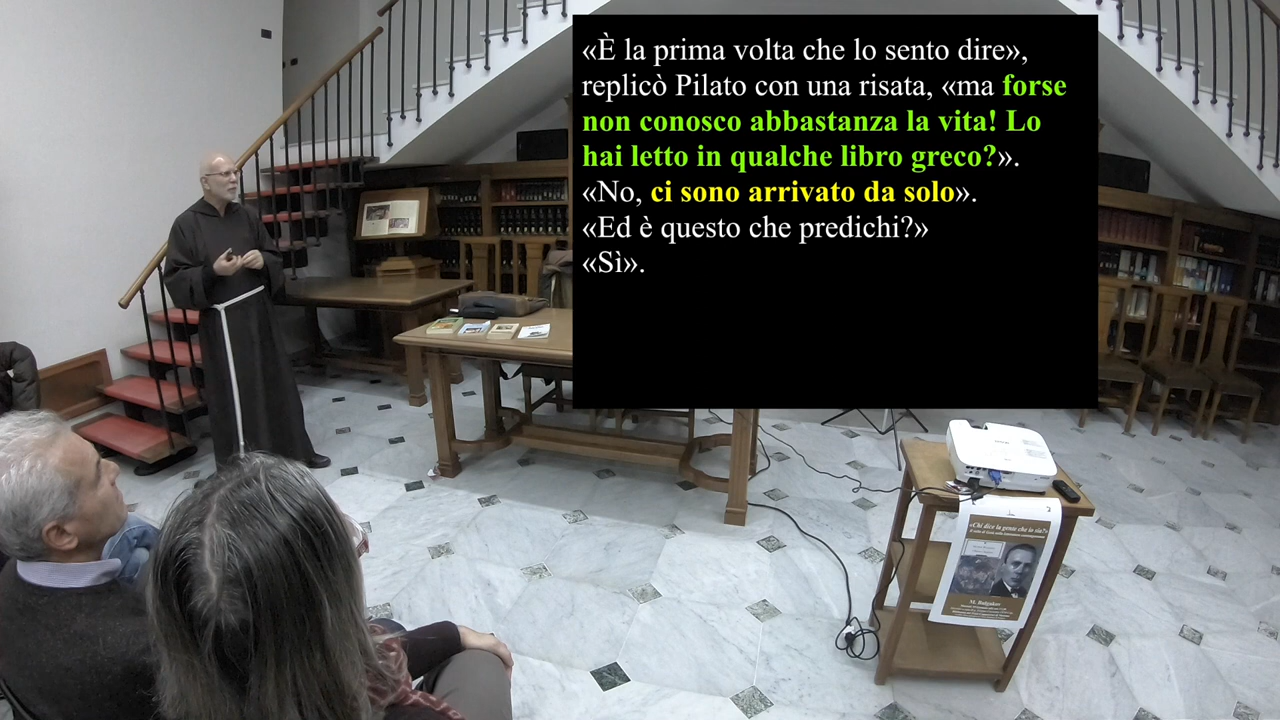 «È la prima volta che lo sento dire»,
replicò Pilato con una risata, «ma forse
non conosco abbastanza la vita! Lo
hai letto in qualche libro greco?».
«No, ci sono arrivato da solo».
«Ed è questo che predichi?»
«Sì».
«Chi dice la gente che io sia?»
M. Bulgakov